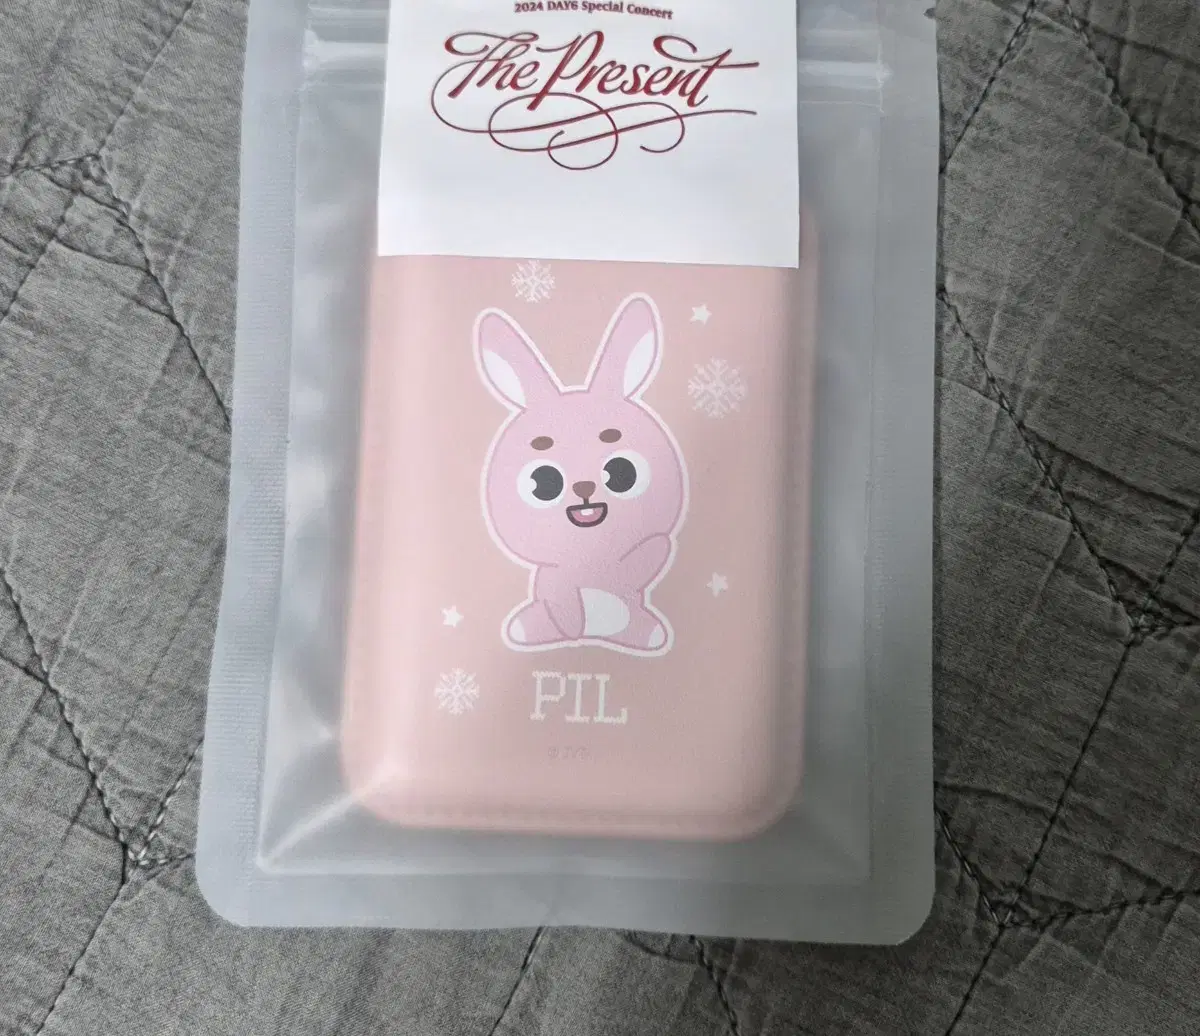 2024 DAY6 Special Concert
The Present
PIL